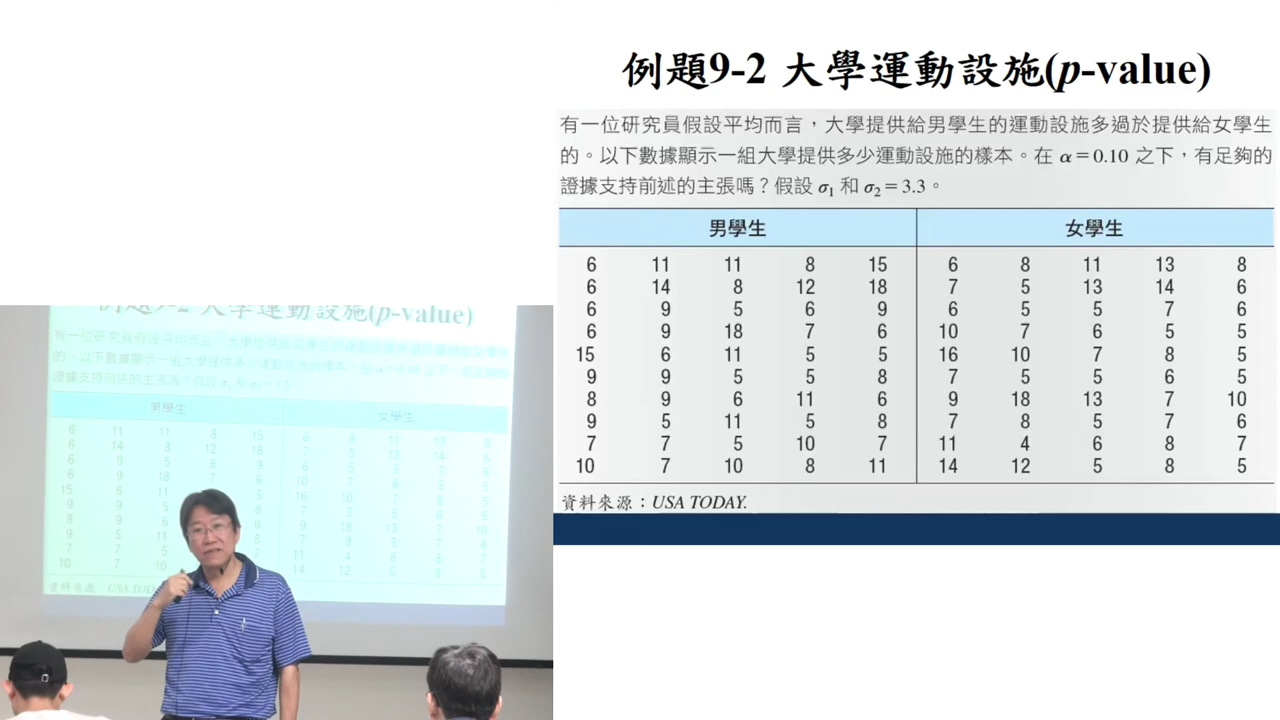 例題9-2 大學運動設施(p-value)
有一位研究員假設平均而言，大學提供給男學生的運動設施多過於提供給女學生
的。以下數據顯示一組大學提供多少運動設施的樣本。在 α = 0.10 之下，有足夠的
證據支持前述的主張嗎？假設 σ₁ 和 σ₂ = 3.3。
男學生 女學生
6 11 11 8 15 6 8 11 13 8
6 14 8 12 18 7 5 13 14 6
6 9 5 6 9 6 5 5 7 6
6 9 18 7 6 10 7 6 5 5
15 6 11 5 5 16 10 7 8 5
9 9 5 5 8 7 5 5 6 5
8 9 6 11 6 9 18 13 7 10
9 5 11 5 8 7 8 5 7 6
7 7 5 10 7 11 4 6 8 7
10 7 10 8 11 14 12 5 8 5
資料來源：USA TODAY.